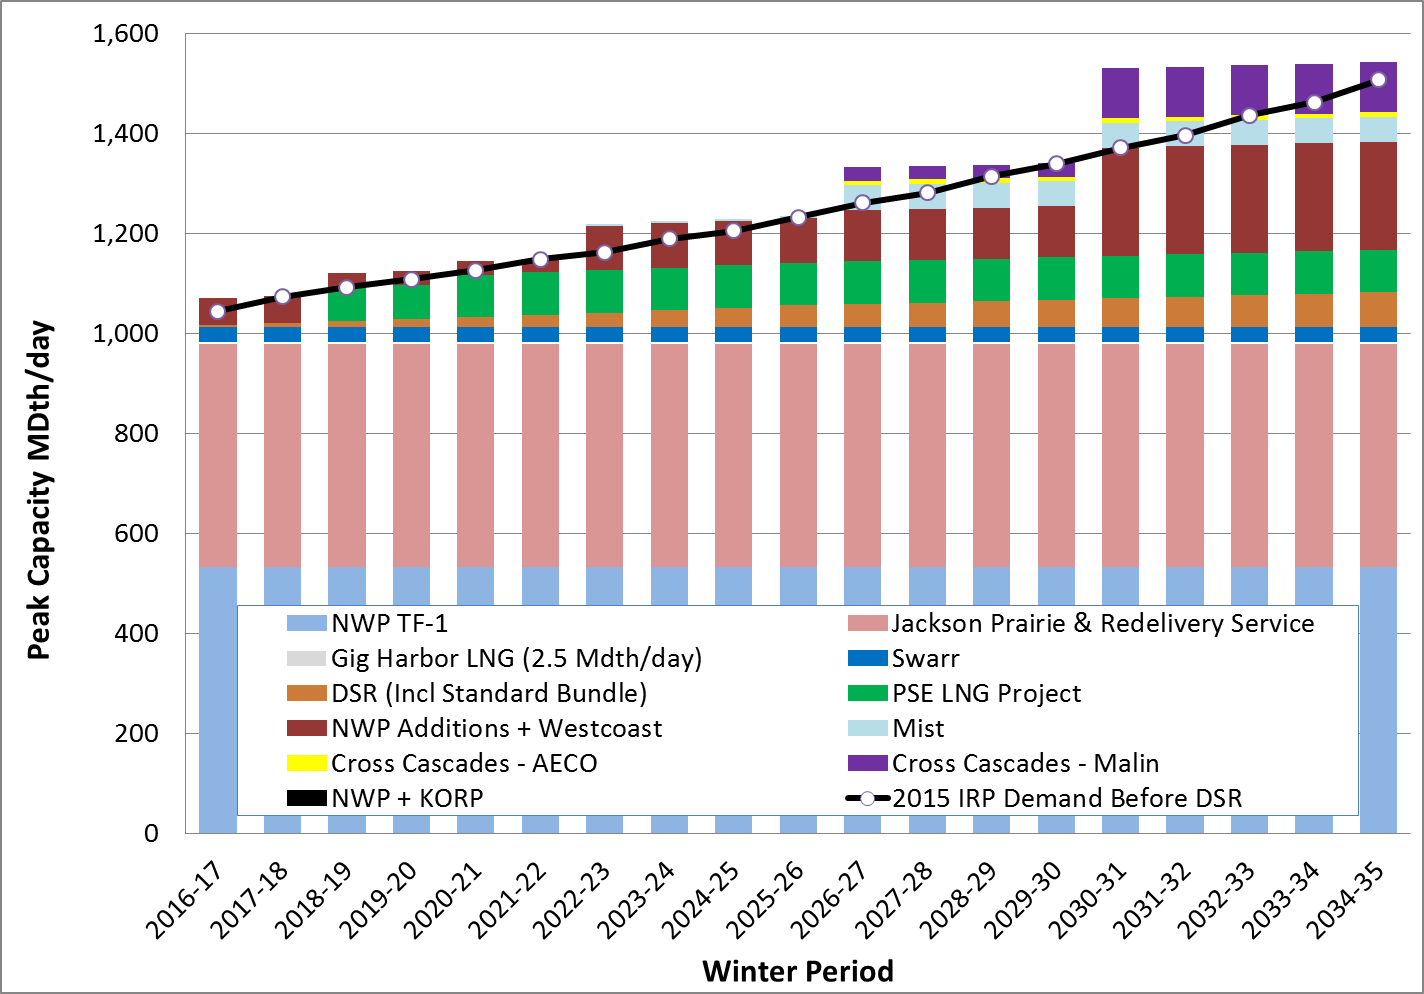 1,600
1,400
1,200
1,000
800
600
400
200
0
Peak Capacity MDth/day
NWP TF-1
Jackson Prairie & Redelivery Service
Gig Harbor LNG (2.5 Mdth/day)
Swarr
DSR (Incl Standard Bundle)
PSE LNG Project
NWP Additions + Westcoast
Mist
Cross Cascades - AECO
Cross Cascades - Malin
NWP + KORP
2015 IRP Demand Before DSR
2016-17
2017-18
2018-19
2019-20
2020-21
2021-22
2022-23
2023-24
2024-25
2025-26
2026-27
2027-28
2028-29
2029-30
2030-31
2031-32
2032-33
2033-34
2034-35
Winter Period